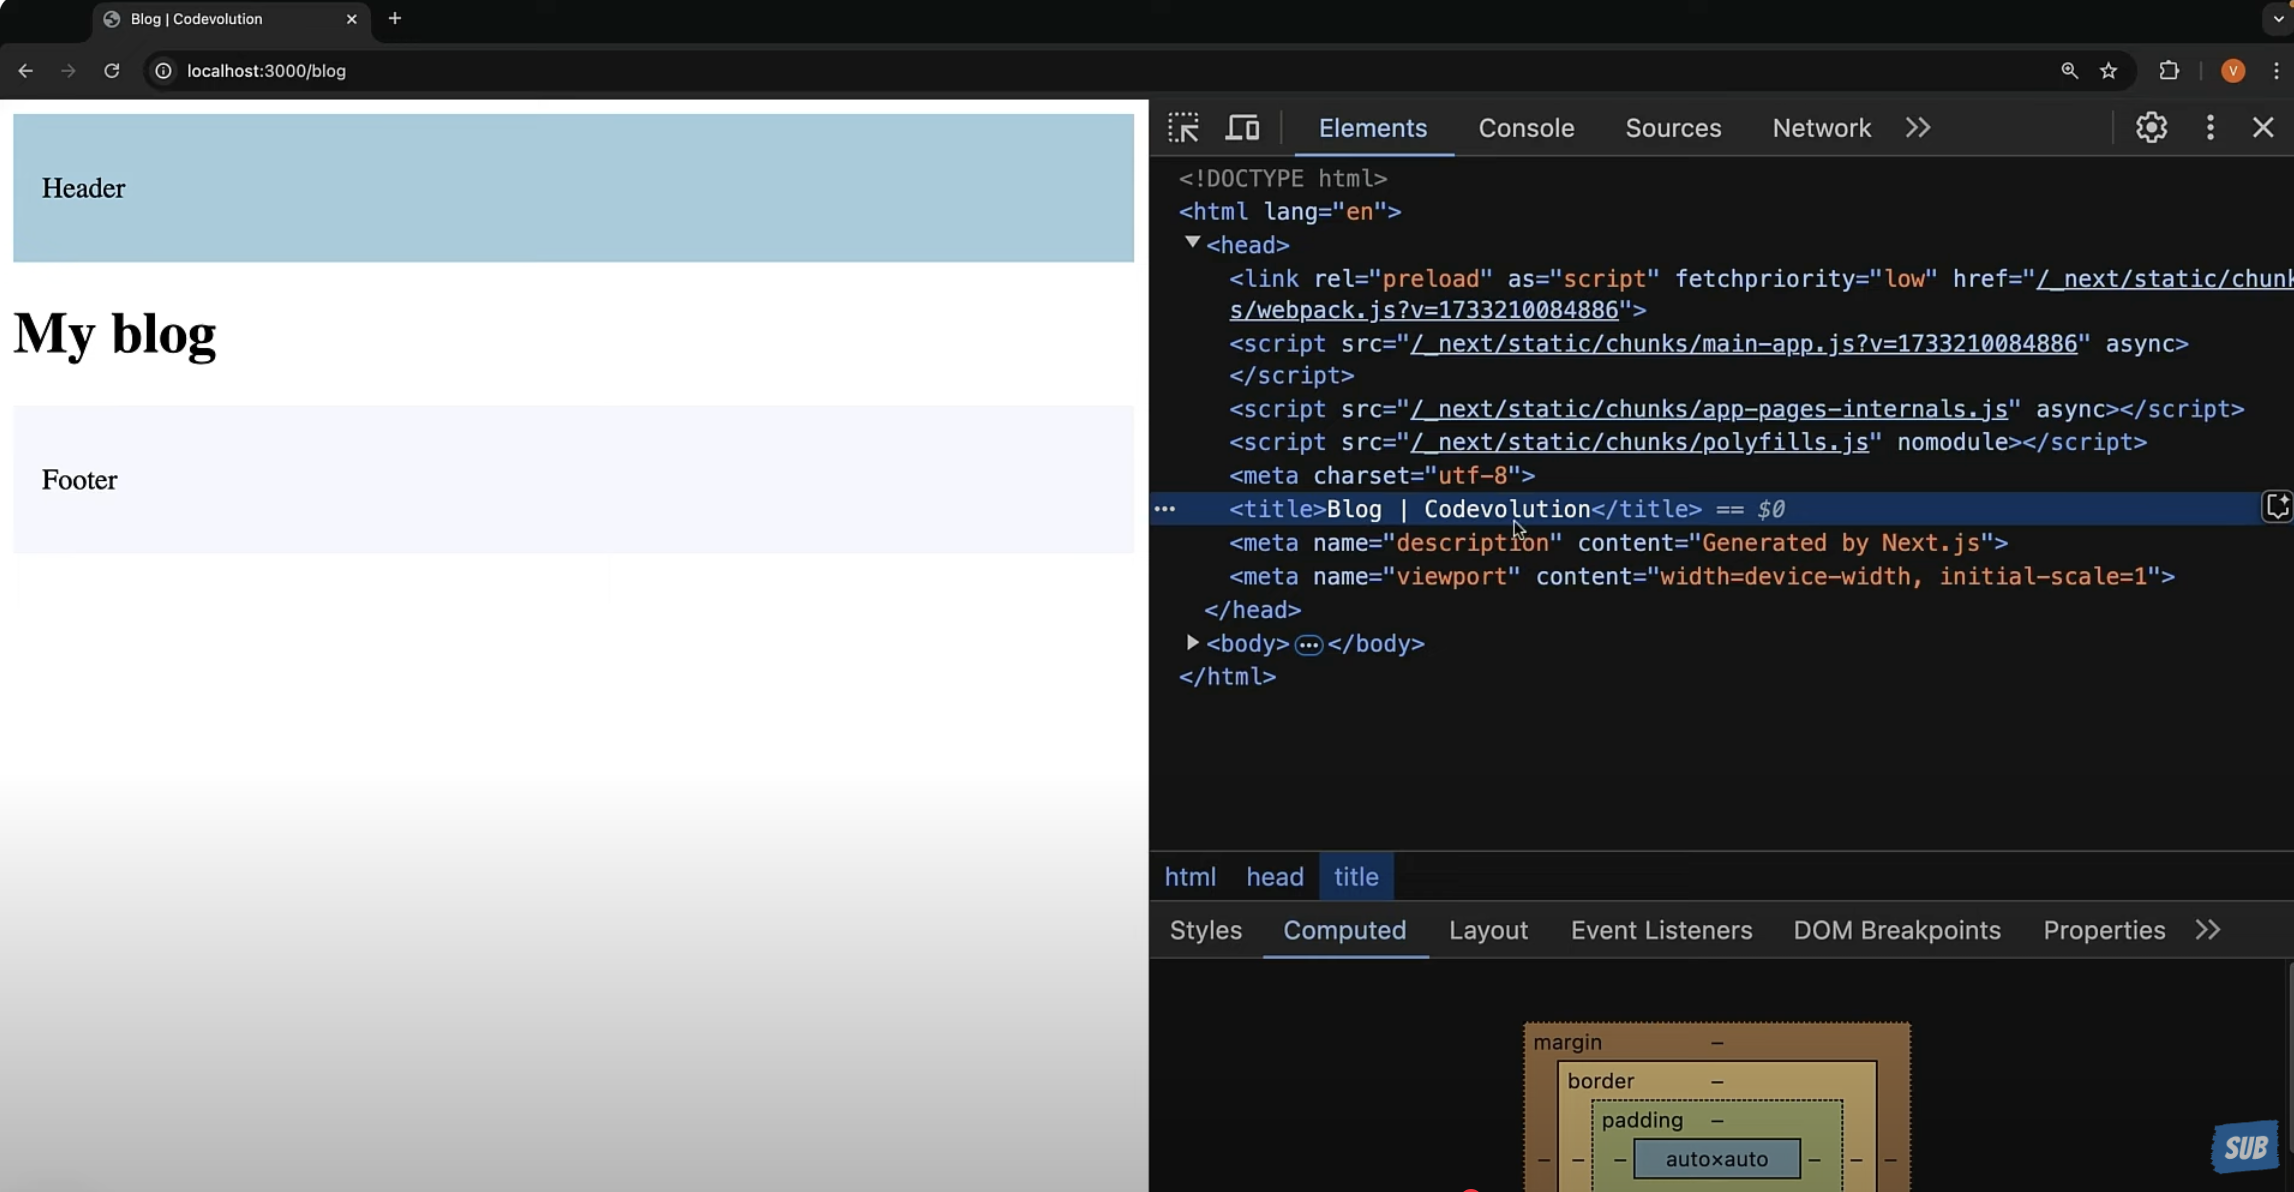 Blog | Codevolution
localhost:3000/blog
V
Header
My blog
Footer
Elements Console Sources Network
<!DOCTYPE html>
<html lang="en">
<head>
<link rel="preload" as="script" fetchpriority="low" href="/_next/static/chunk
s/webpack.js?v=1733210084886">
<script src="/_next/static/chunks/main-app.js?v=1733210084886" async>
</script>
<script src="/_next/static/chunks/app-pages-internals.js" async></script>
<script src="/_next/static/chunks/polyfills.js" nomodule></script>
<meta charset="utf-8">
<title>Blog | Codevolution</title> == $0
<meta name="description" content="Generated by Next.js">
<meta name="viewport" content="width=device-width, initial-scale=1">
</head>
<body>…</body>
</html>
html head title
Styles Computed Layout Event Listeners DOM Breakpoints Properties
margin –
border –
padding –
– – – auto×auto – – –
SUB